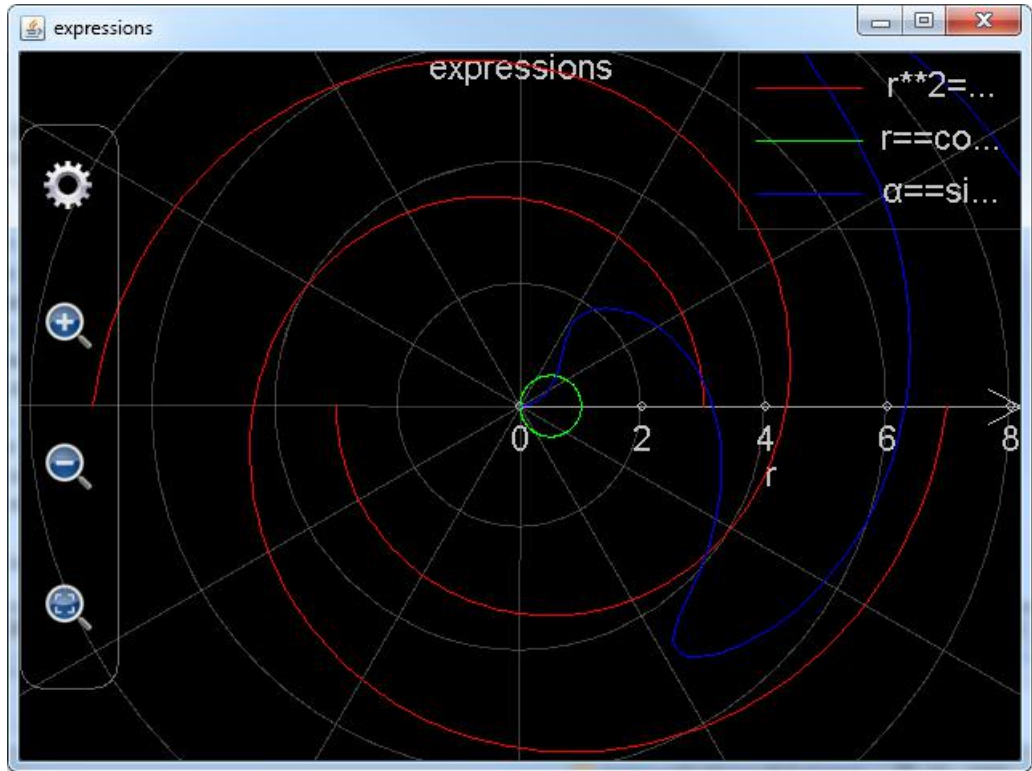 expressions
expressions
r**2=...
r==co...
α==si...
0 2 4 6 8
r